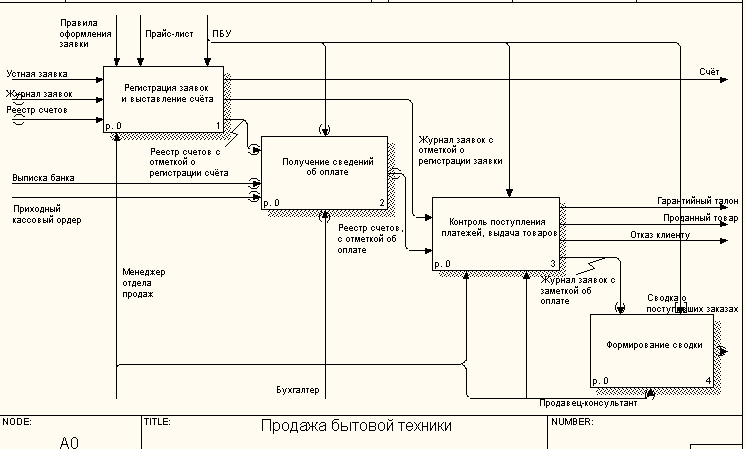 Правила
оформления
заявки
Прайс-лист
ПБУ
Устная заявка
Счёт
Журнал заявок
Реестр счетов
Регистрация заявок
и выставление счёта
р. 0
1
Реестр счетов с
отметкой о
регистрации счёта
Журнал заявок с
отметкой о
регистрации заявки
Получение сведений
об оплате
р. 0
2
Выписка банка
Приходный
кассовый ордер
Гарантийный талон
Проданный товар
Отказ клиенту
Контроль поступления
платежей, выдача товаров
р. 0
3
Реестр счетов,
с отметкой об
оплате
Менеджер
отдела
продаж
Журнал заявок с
заметкой об
оплате
Сводка о
поступивших заказах
Формирование сводки
р. 0
4
Бухгалтер
Продавец-консультант
NODE:
A0
TITLE:
Продажа бытовой техники
NUMBER: